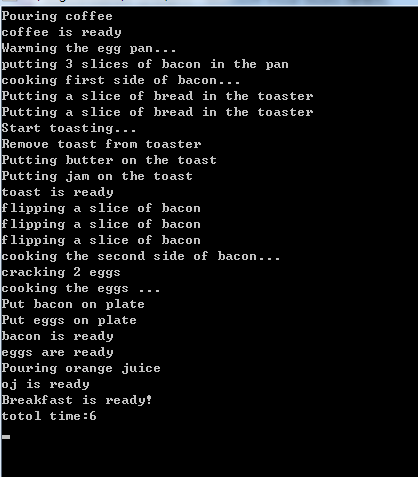 Pouring coffee
coffee is ready
Warming the egg pan...
putting 3 slices of bacon in the pan
cooking first side of bacon...
Putting a slice of bread in the toaster
Putting a slice of bread in the toaster
Start toasting...
Remove toast from toaster
Putting butter on the toast
Putting jam on the toast
toast is ready
flipping a slice of bacon
flipping a slice of bacon
flipping a slice of bacon
cooking the second side of bacon...
cracking 2 eggs
cooking the eggs ...
Put bacon on plate
Put eggs on plate
bacon is ready
eggs are ready
Pouring orange juice
oj is ready
Breakfast is ready!
totol time:6